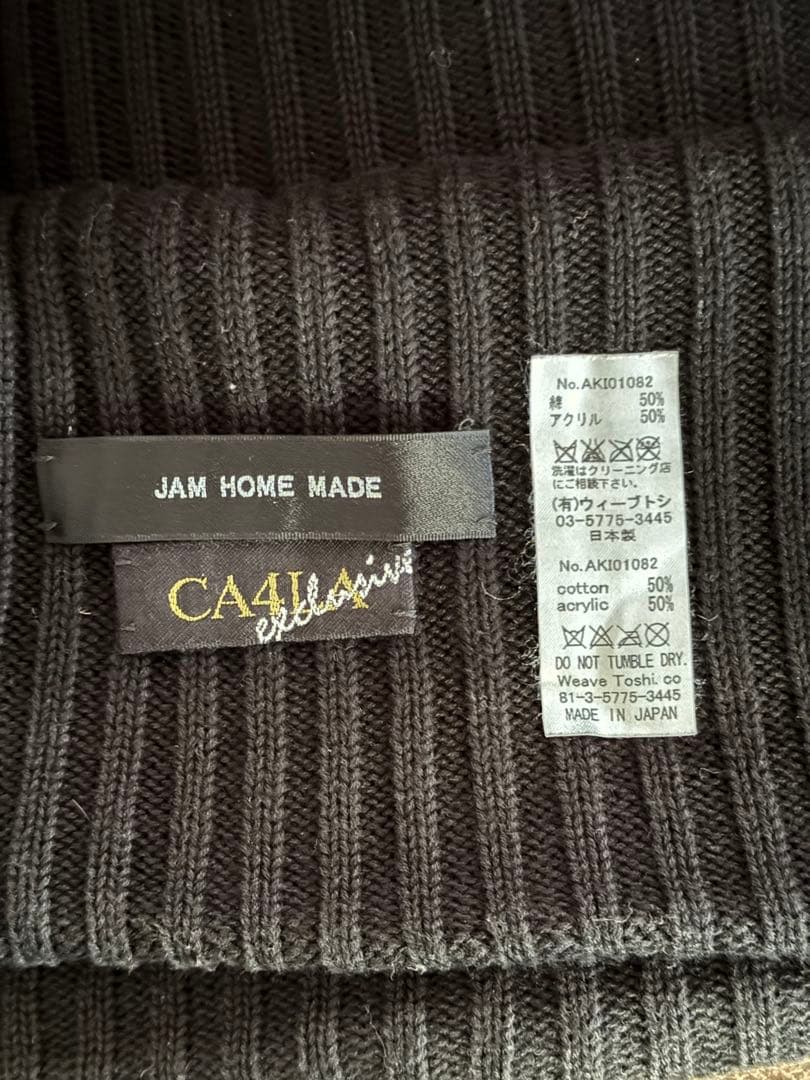 JAM HOME MADE
CA4LA
exclusive
No.AKI01082
綿 50%
アクリル 50%
洗濯はクリーニング店
にご相談下さい。
(有)ウィーブトシ
03-5775-3445
日本製
No.AKI01082
cotton 50%
acrylic 50%
DO NOT TUMBLE DRY.
Weave Toshi. co
81-3-5775-3445
MADE IN JAPAN